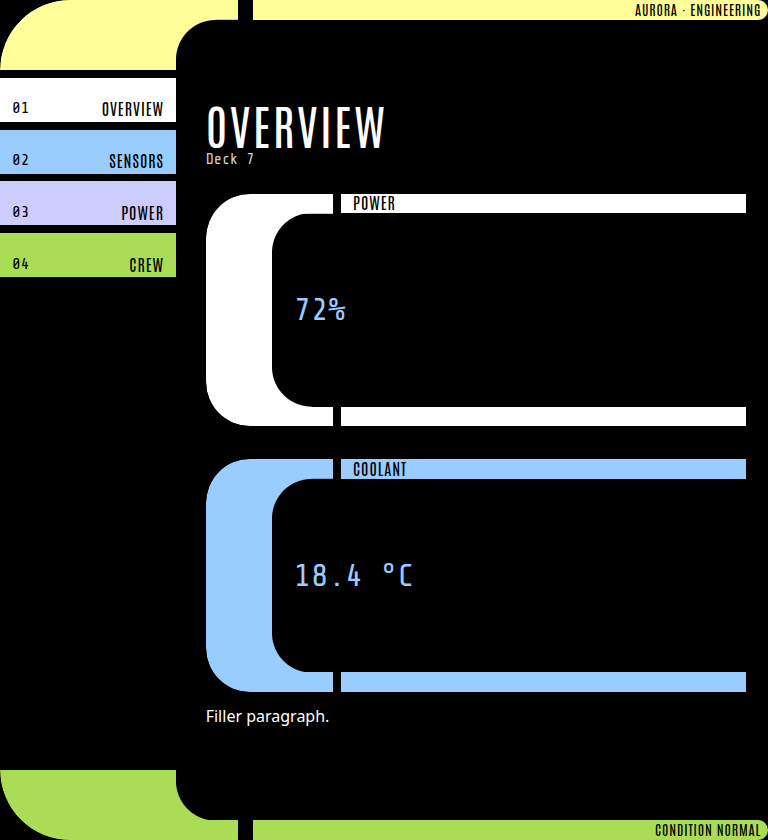 AURORA · ENGINEERING
01 OVERVIEW
02 SENSORS
03 POWER
04 CREW
OVERVIEW
Deck 7
POWER
72%
COOLANT
18.4 °C
Filler paragraph.
CONDITION NORMAL